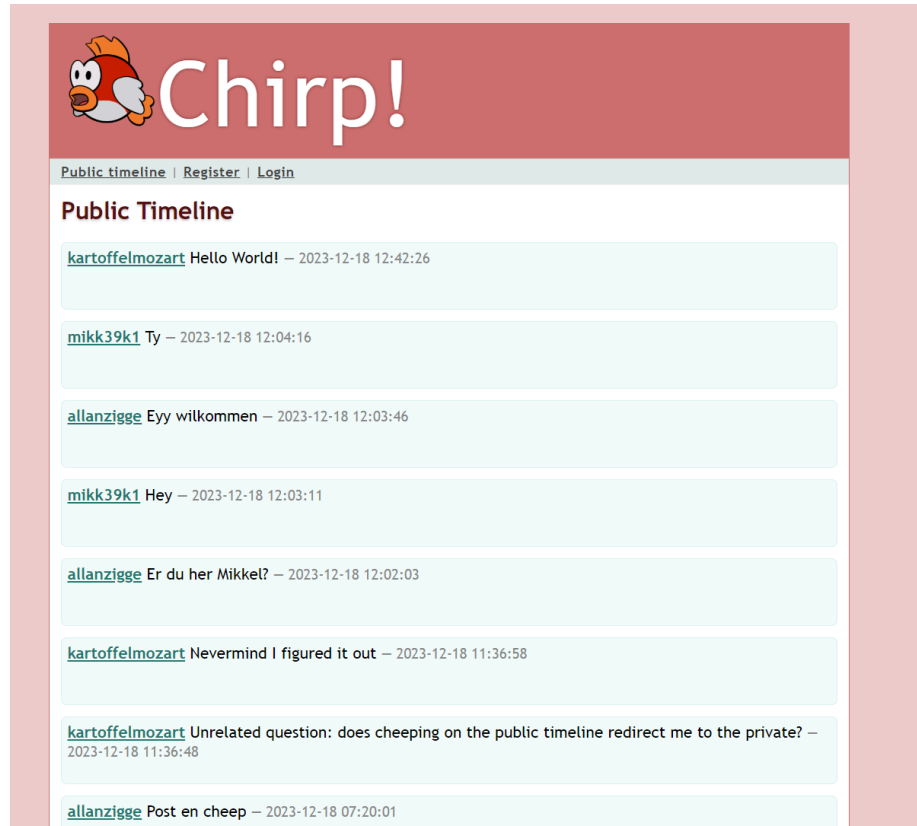 Chirp!
Public timeline | Register | Login
Public Timeline
kartoffelmozart Hello World! — 2023-12-18 12:42:26
mikk39k1 Ty — 2023-12-18 12:04:16
allanzigge Eyy wilkommen — 2023-12-18 12:03:46
mikk39k1 Hey — 2023-12-18 12:03:11
allanzigge Er du her Mikkel? — 2023-12-18 12:02:03
kartoffelmozart Nevermind I figured it out — 2023-12-18 11:36:58
kartoffelmozart Unrelated question: does cheeping on the public timeline redirect me to the private? —
2023-12-18 11:36:48
allanzigge Post en cheep — 2023-12-18 07:20:01